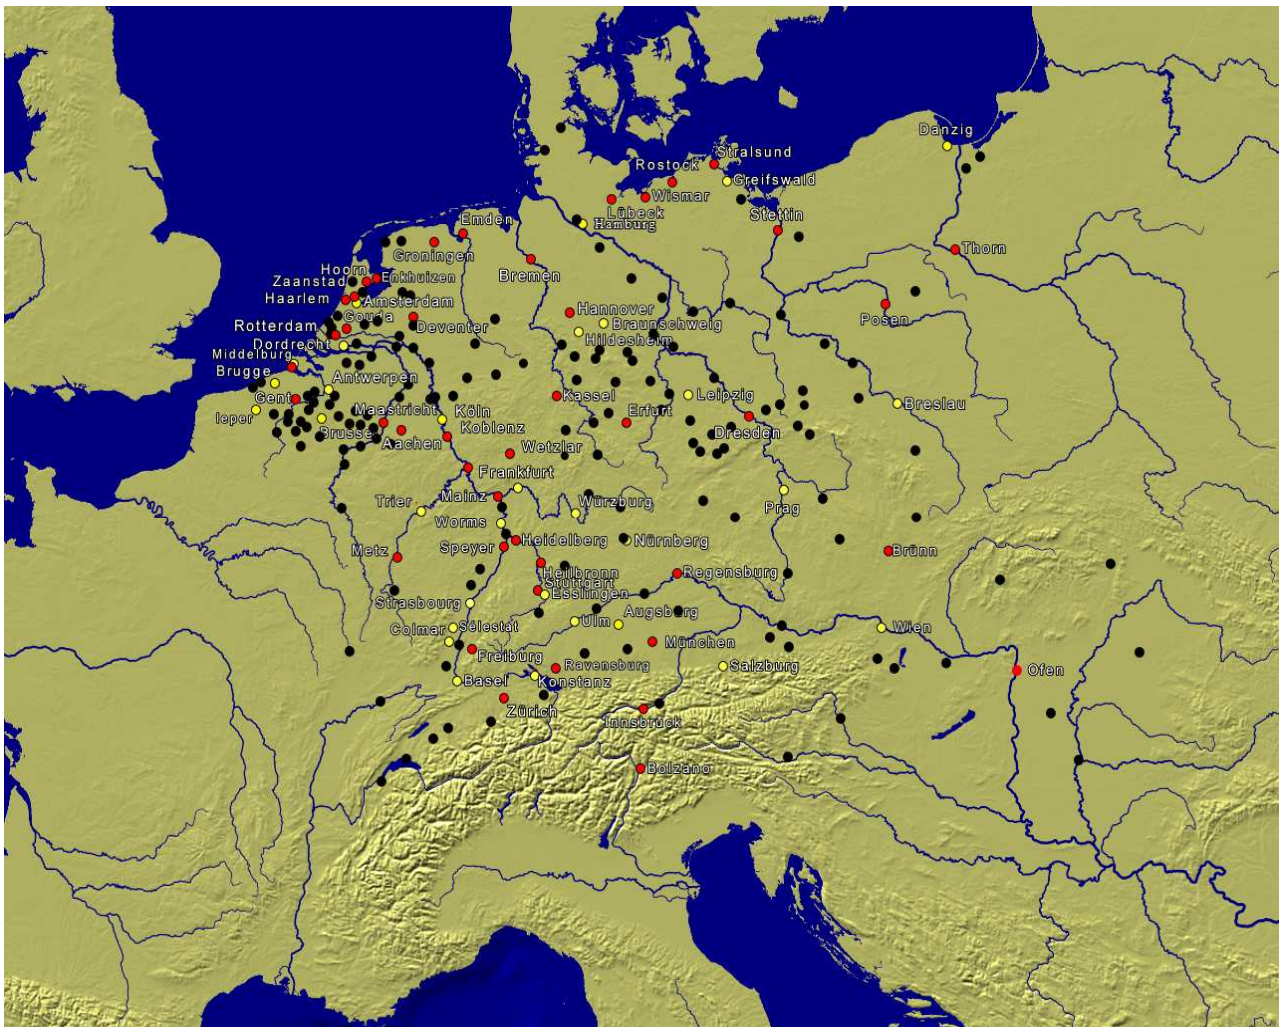 Danzig
Stralsund
Rostock
Greifswald
Wismar
Lübeck
Stettin
Emden
Hamburg
Thorn
Groningen
Hoorn
Bremen
Zaanstad
Enkhuizen
Haarlem
Amsterdam
Hannover
Gouda
Posen
Rotterdam
Deventer
Braunschweig
Dordrecht
Hildesheim
Middelburg
Brugge
Antwerpen
Gent
Kassel
Leipzig
Breslau
Ieper
Maastricht
Köln
Erfurt
Brusse
Koblenz
Dresden
Aachen
Wetzlar
Frankfurt
Mainz
Trier
Würzburg
Prag
Worms
Heidelberg
Nürnberg
Speyer
Metz
Brünn
Heilbronn
Regensburg
Stuttgart
Esslingen
Strasbourg
Augsburg
Ulm
Colmar
Sélestat
Wien
München
Freiburg
Ravensburg
Salzburg
Ofen
Basel
Konstanz
Zürich
Innsbruck
Bolzano